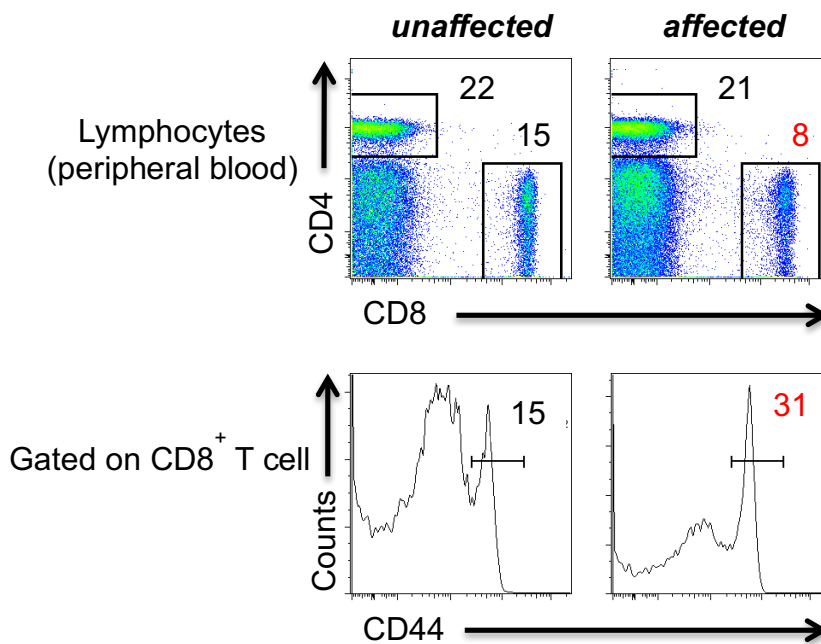 unaffected affected
22 21
Lymphocytes
(peripheral blood)
15 8
CD4
CD8
15 31
Gated on CD8+ T cell
Counts
CD44